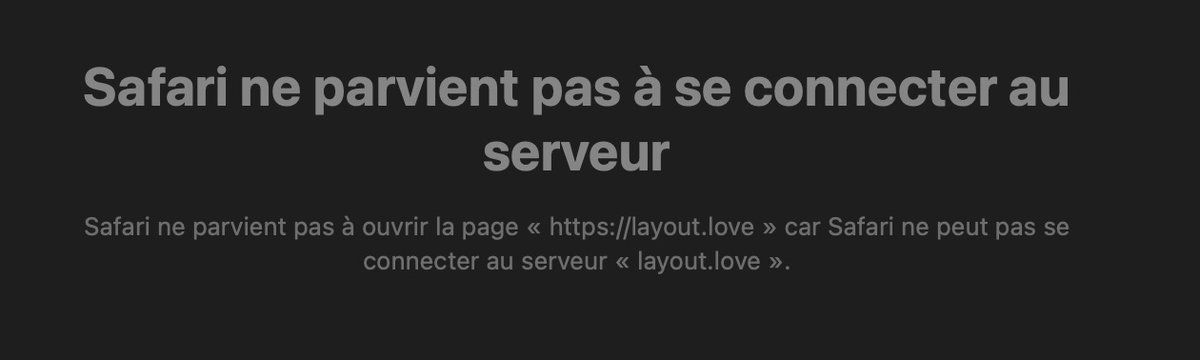 Safari ne parvient pas à se connecter au
serveur
Safari ne parvient pas à ouvrir la page « https://layout.love » car Safari ne peut pas se
connecter au serveur « layout.love ».